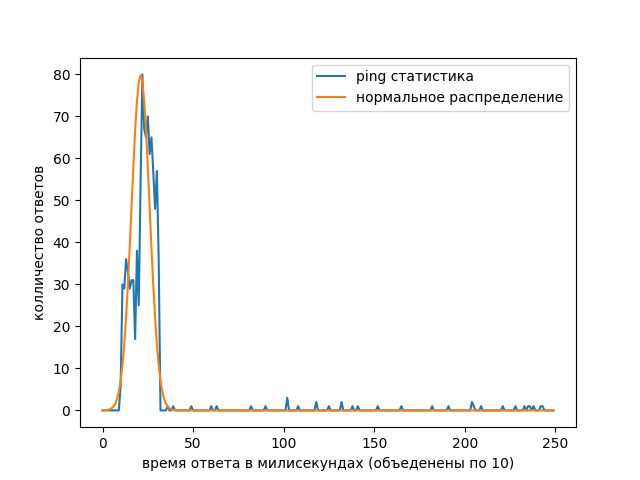 ping статистика
нормальное распределение
колличество ответов
80
70
60
50
40
30
20
10
0
0 50 100 150 200 250
время ответа в милисекундах (объеденены по 10)